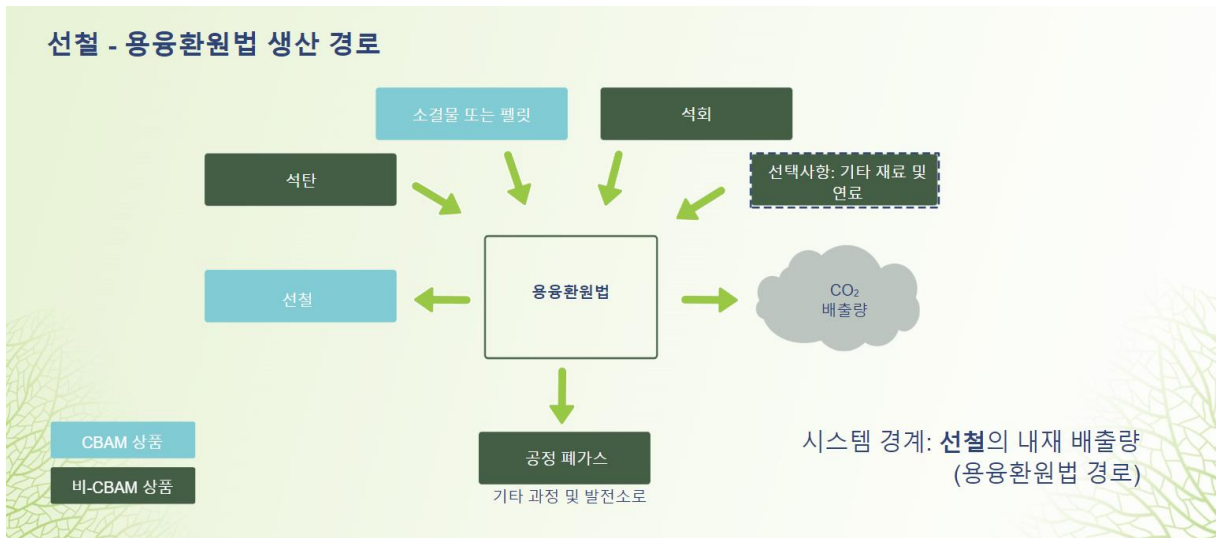 선철 - 용융환원법 생산 경로
소결물 또는 펠릿
석회
석탄
선택사항: 기타 재료 및
연료
선철
용융환원법
CO₂
배출량
CBAM 상품
비-CBAM 상품
공정 폐가스
기타 과정 및 발전소로
시스템 경계: 선철의 내재 배출량
(용융환원법 경로)